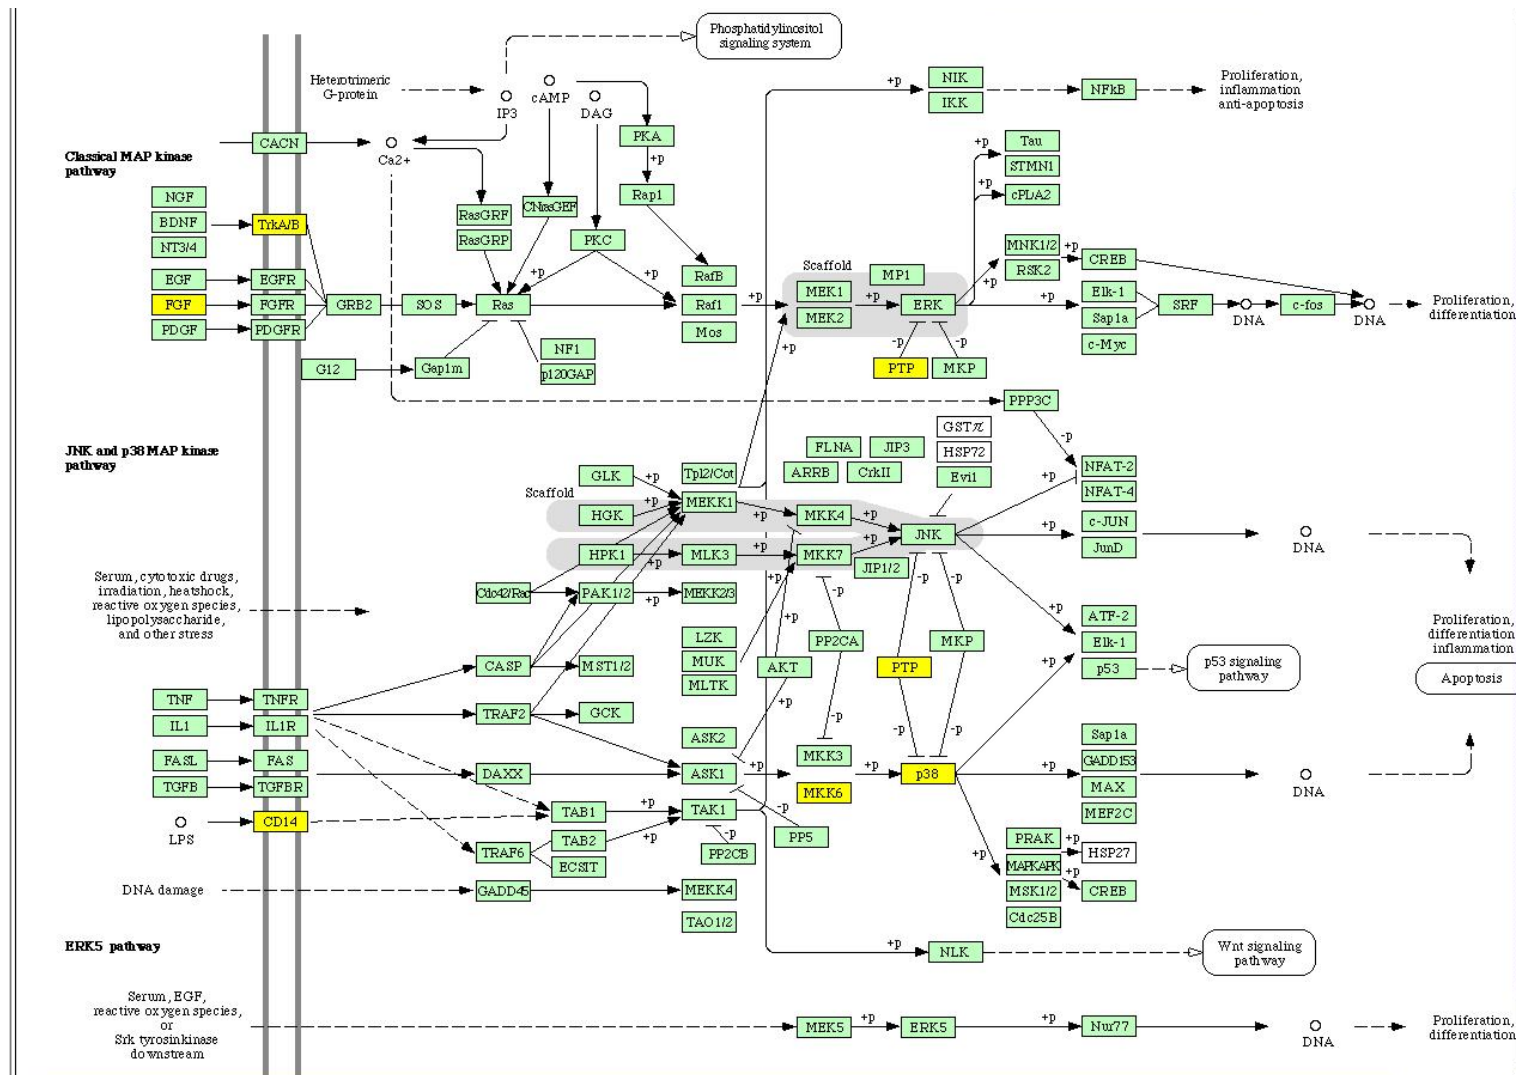 Phosphatidylinositol
signaling system
Heterotrimeric
G-protein
IP3
cAMP
DAG
+p
NIK
IKK
NFkB
Proliferation,
inflammation
anti-apoptosis
CACN
Ca2+
PKA
+p
Rap1
Classical MAP kinase
pathway
+p
Tau
STMN1
+p
cPLA2
NGF
BDNF
NT3/4
TrkA/B
RasGRF
RasGRP
CNrasGEF
PKC
MNK1/2
RSK2
+p
CREB
EGF
EGFR
+p
+p
RafB
Scaffold
MP1
FGF
FGFR
GRB2
SOS
Ras
Raf1
+p
MEK1
MEK2
+p
ERK
+p
+p
Elk-1
Sap1a
c-Myc
SRF
DNA
c-fos
DNA
Proliferation,
differentiation
PDGF
PDGFR
Mos
+p
-p
-p
G12
Gap1m
NF1
p120GAP
PTP
MKP
PPP3C
-p
JNK and p38 MAP kinase
pathway
FLNA
JIP3
ARRB
CrkII
GSTπ
HSP72
Evi1
GLK
+p
Tpl2/Cot
+p
NFAT-2
NFAT-4
Scaffold
HGK
+p
MEKK1
+p
MKK4
+p
JNK
+p
c-JUN
JunD
DNA
HPK1
+p
MLK3
+p
MKK7
+p
JIP1/2
Serum, cytotoxic drugs,
irradiation, heatshock,
reactive oxygen species,
lipopolysaccharide,
and other stress
Cdc42/Rac
PAK1/2
+p
MEKK2/3
+p
+p
-p
-p
-p
+p
ATF-2
Elk-1
p53
p53 signaling
pathway
Proliferation,
differentiation
inflammation
Apoptosis
LZK
MUK
MLTK
AKT
PP2CA
PTP
MKP
+p
CASP
MST1/2
TNF
TNFR
TRAF2
GCK
+p
-p
-p
-p
IL1
IL1R
ASK2
MKK3
Sap1a
GADD153
MAX
MEF2C
FASL
FAS
DAXX
ASK1
+p
MKK6
+p
p38
+p
DNA
TGFB
TGFBR
LPS
CD14
TAB1
+p
TAK1
-p
PP5
TAB2
+p
-p
PP2CB
TRAF6
ECSIT
+p
PRAK
+p
HSP27
MAPKAPK
+p
MSK1/2
CREB
Cdc25B
DNA damage
GADD45
MEKK4
TAO1/2
ERK5 pathway
+p
NLK
Wnt signaling
pathway
Serum, EGF,
reactive oxygen species,
or
Srk tyrosinkinase
downstream
MEK5
+p
ERK5
+p
Nur77
DNA
Proliferation,
differentiation